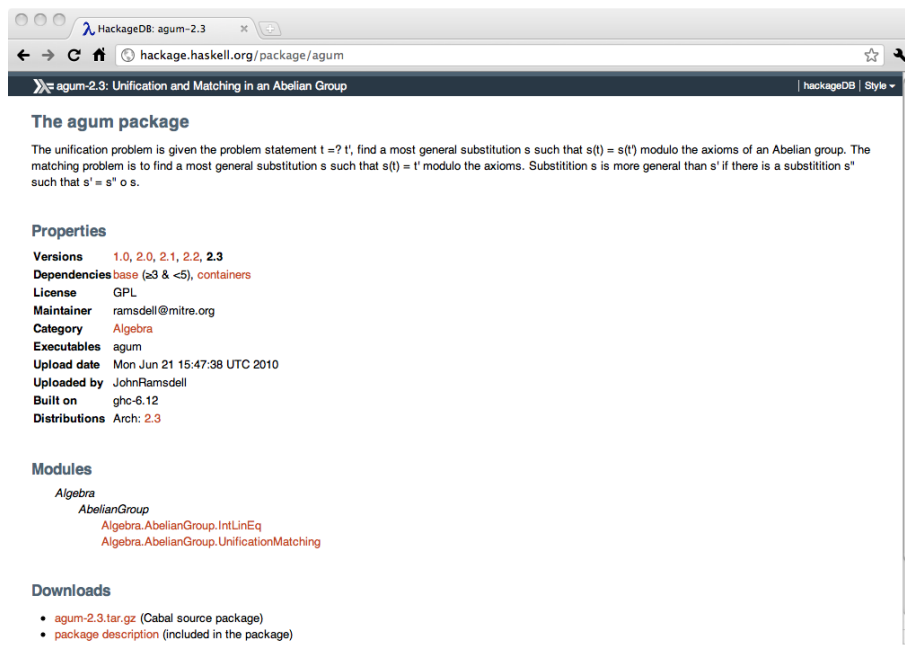 HackageDB: agum-2.3
hackage.haskell.org/package/agum
agum-2.3: Unification and Matching in an Abelian Group | hackageDB | Style
The agum package
The unification problem is given the problem statement t =? t', find a most general substitution s such that s(t) = s(t') modulo the axioms of an Abelian group. The
matching problem is to find a most general substitution s such that s(t) = t' modulo the axioms. Substitition s is more general than s' if there is a substitition s"
such that s' = s" o s.
Properties
Versions 1.0, 2.0, 2.1, 2.2, 2.3
Dependencies base (≥3 & <5), containers
License GPL
Maintainer ramsdell@mitre.org
Category Algebra
Executables agum
Upload date Mon Jun 21 15:47:38 UTC 2010
Uploaded by JohnRamsdell
Built on ghc-6.12
Distributions Arch: 2.3
Modules
Algebra
AbelianGroup
Algebra.AbelianGroup.IntLinEq
Algebra.AbelianGroup.UnificationMatching
Downloads
• agum-2.3.tar.gz (Cabal source package)
• package description (included in the package)